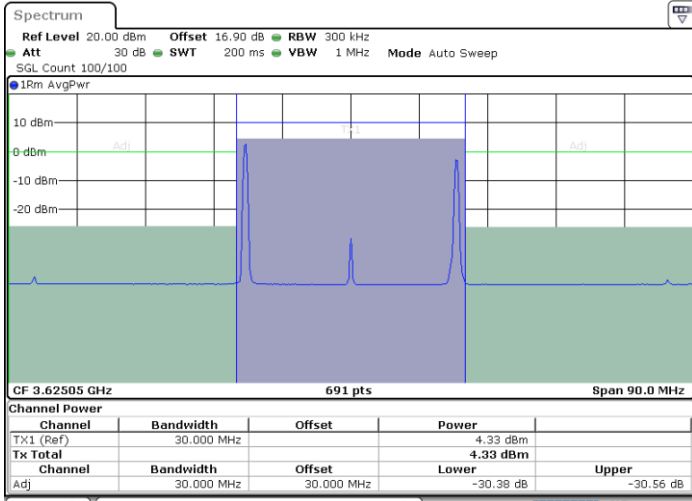 Spectrum
Ref Level 20.00 dBm Offset 16.90 dB RBW 300 kHz
Att 30 dB SWT 200 ms VBW 1 MHz Mode Auto Sweep
SGL Count 100/100
1Rm AvgPwr
10 dBm
TX1
Adj
Adj
0 dBm
-10 dBm
-20 dBm
CF 3.62505 GHz 691 pts Span 90.0 MHz
Channel Power
Channel Bandwidth Offset Power
TX1 (Ref) 30.000 MHz 4.33 dBm
Tx Total 4.33 dBm
Channel Bandwidth Offset Lower Upper
Adj 30.000 MHz 30.000 MHz -30.38 dB -30.56 dB